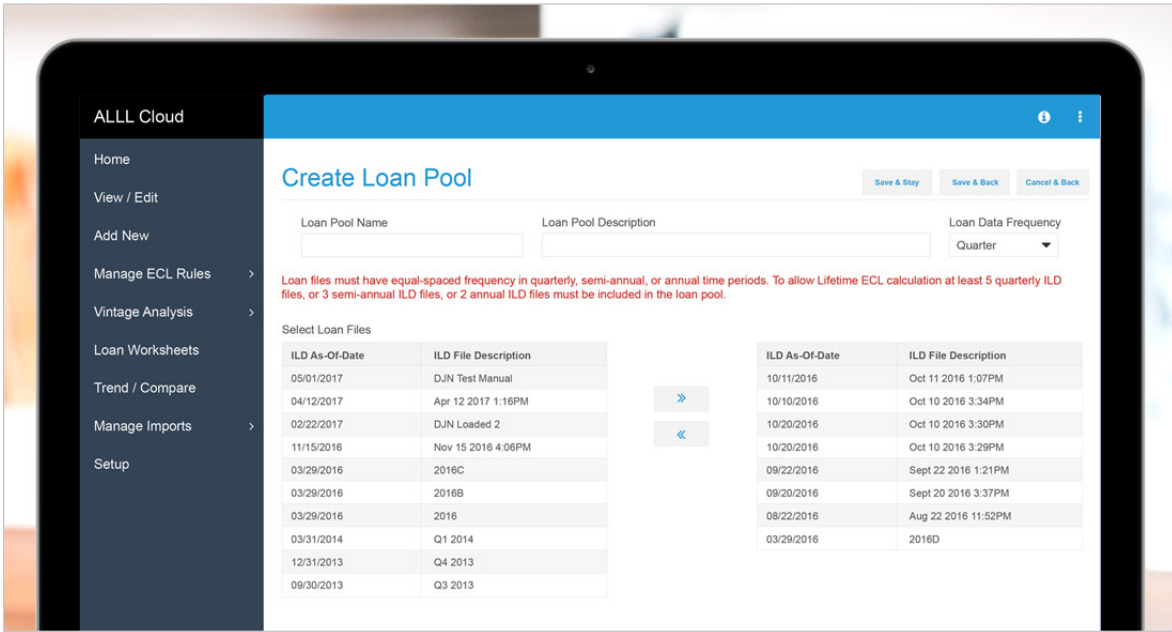 ALLL Cloud
Home
View / Edit
Add New
Manage ECL Rules
Vintage Analysis
Loan Worksheets
Trend / Compare
Manage Imports
Setup
Create Loan Pool
Save & Stay
Save & Back
Cancel & Back
Loan Pool Name
Loan Pool Description
Loan Data Frequency
Quarter
Loan files must have equal-spaced frequency in quarterly, semi-annual, or annual time periods. To allow Lifetime ECL calculation at least 5 quarterly ILD
files, or 3 semi-annual ILD files, or 2 annual ILD files must be included in the loan pool.
Select Loan Files
ILD As-Of-Date ILD File Description
05/01/2017 DJN Test Manual
04/12/2017 Apr 12 2017 1:16PM
02/22/2017 DJN Loaded 2
11/15/2016 Nov 15 2016 4:06PM
03/29/2016 2016C
03/29/2016 2016B
03/29/2016 2016
03/31/2014 Q1 2014
12/31/2013 Q4 2013
09/30/2013 Q3 2013
ILD As-Of-Date ILD File Description
10/11/2016 Oct 11 2016 1:07PM
10/10/2016 Oct 10 2016 3:34PM
10/20/2016 Oct 10 2016 3:30PM
10/20/2016 Oct 10 2016 3:29PM
09/22/2016 Sept 22 2016 1:21PM
09/20/2016 Sept 20 2016 3:37PM
08/22/2016 Aug 22 2016 11:52PM
03/29/2016 2016D